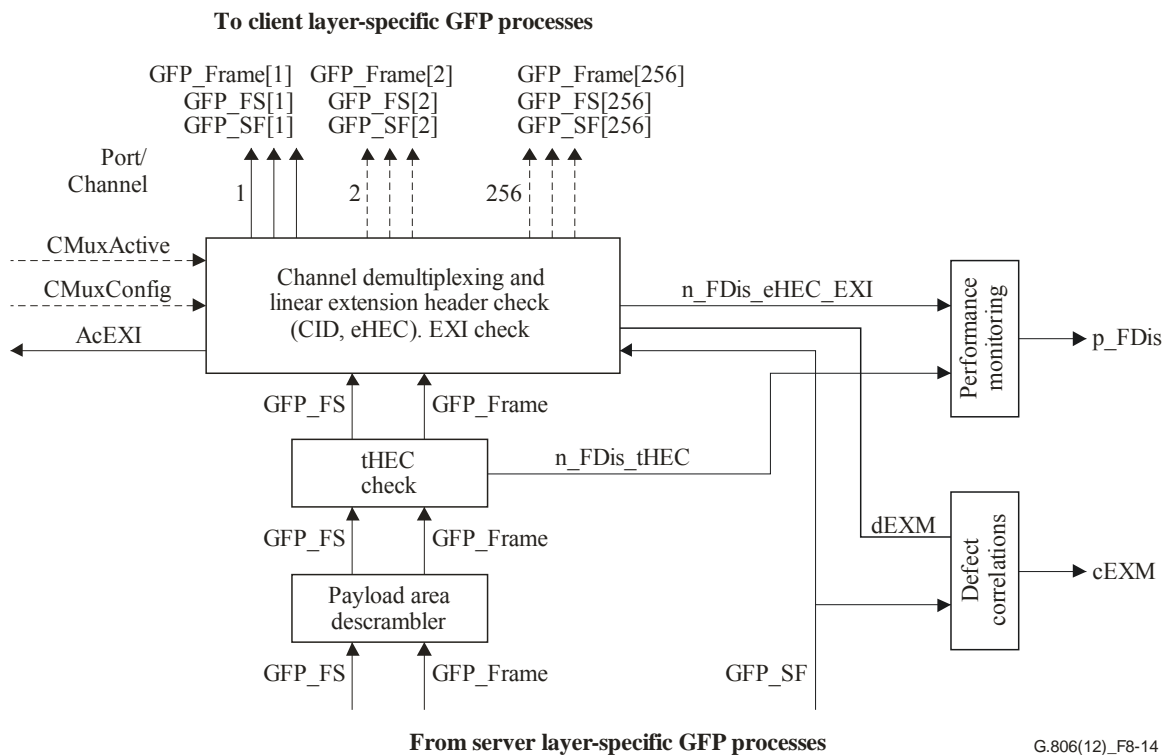 To client layer-specific GFP processes
GFP_Frame[1]
GFP_FS[1]
GFP_SF[1]
GFP_Frame[2]
GFP_FS[2]
GFP_SF[2]
GFP_Frame[256]
GFP_FS[256]
GFP_SF[256]
Port/
Channel
1
2
256
CMuxActive
CMuxConfig
AcEXI
Channel demultiplexing and
linear extension header check
(CID, eHEC). EXI check
n_FDis_eHEC_EXI
Performance
monitoring
p_FDis
GFP_FS
GFP_Frame
tHEC
check
n_FDis_tHEC
GFP_FS
GFP_Frame
dEXM
Defect
correlations
cEXM
Payload area
descrambler
GFP_FS
GFP_Frame
GFP_SF
From server layer-specific GFP processes
G.806(12)_F8-14